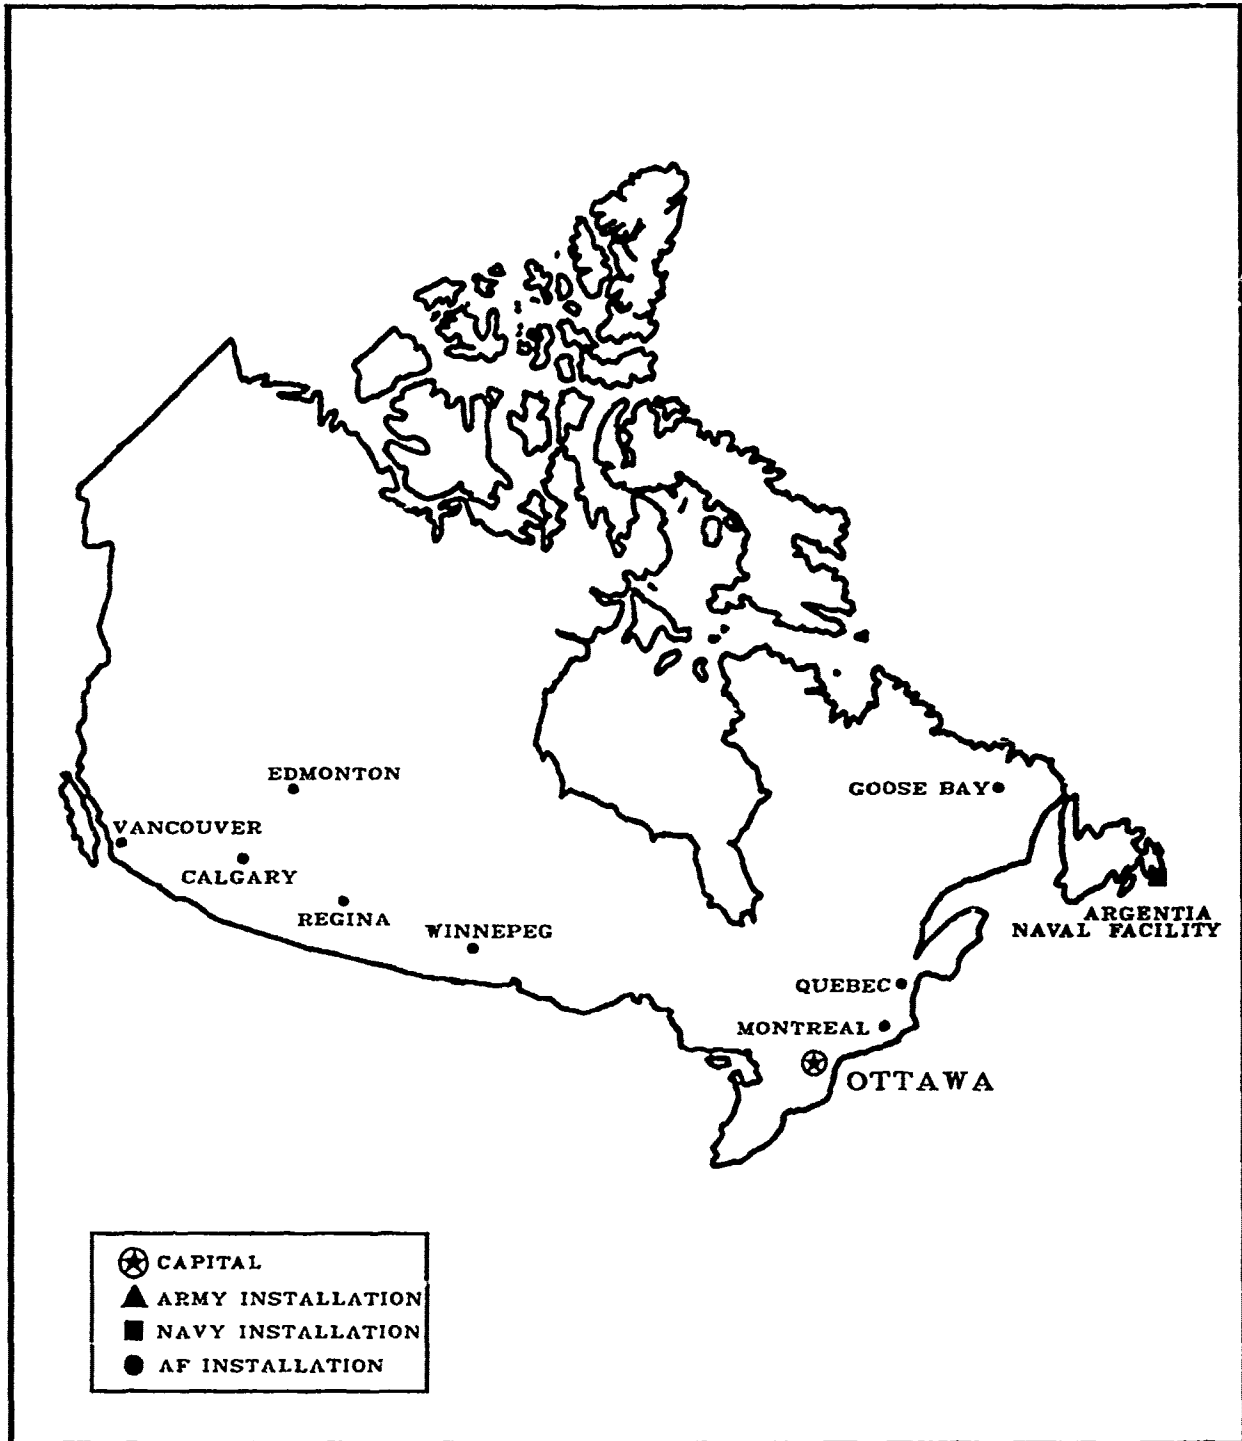 EDMONTON
GOOSE BAY
VANCOUVER
CALGARY
REGINA
WINNEPEG
ARGENTIA
NAVAL FACILITY
QUEBEC
MONTREAL
OTTAWA
CAPITAL
ARMY INSTALLATION
NAVY INSTALLATION
AF INSTALLATION